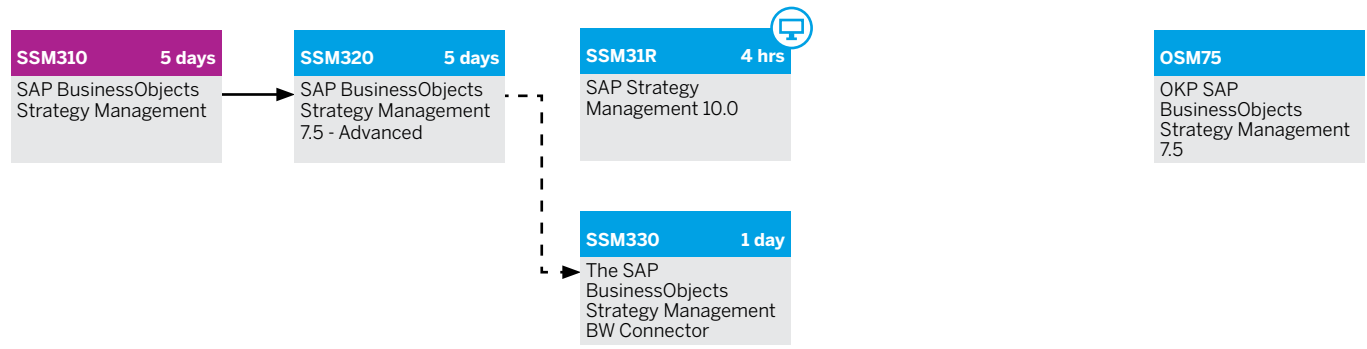 SSM310 5 days
SAP BusinessObjects
Strategy Management
SSM320 5 days
SAP BusinessObjects
Strategy Management
7.5 - Advanced
SSM31R 4 hrs
SAP Strategy
Management 10.0
OSM75
OKP SAP
BusinessObjects
Strategy Management
7.5
SSM330 1 day
The SAP
BusinessObjects
Strategy Management
BW Connector